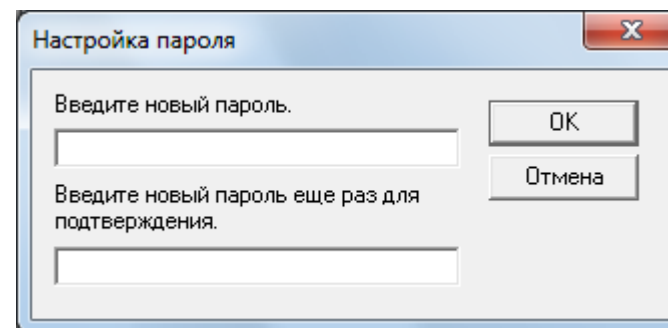 Настройка пароля
Введите новый пароль.
OK
Отмена
Введите новый пароль еще раз для
подтверждения.